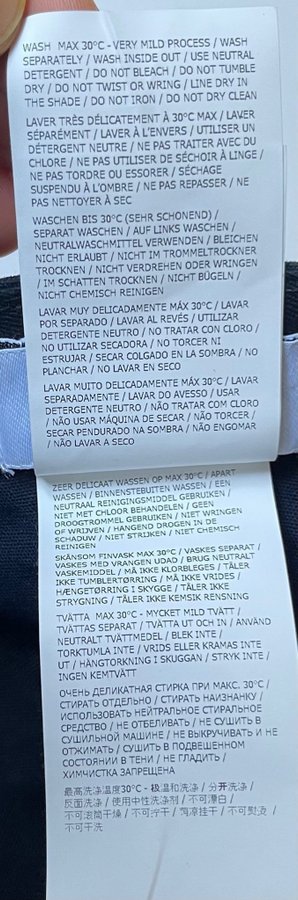 WASH MAX 30°C - VERY MILD PROCESS / WASH
SEPARATELY / WASH INSIDE OUT / USE NEUTRAL
DETERGENT / DO NOT BLEACH / DO NOT TUMBLE
DRY / DO NOT TWIST OR WRING / LINE DRY IN
THE SHADE / DO NOT IRON / DO NOT DRY CLEAN
LAVER TRÈS DÉLICATEMENT À 30°C MAX / LAVER
SÉPARÉMENT / LAVER À L'ENVERS / UTILISER UN
DÉTERGENT NEUTRE / NE PAS TRAITER AVEC DU
CHLORE / NE PAS UTILISER DE SÉCHOIR À LINGE /
NE PAS TORDRE OU ESSORER / SÉCHAGE
SUSPENDU À L'OMBRE / NE PAS REPASSER / NE
PAS NETTOYER À SEC
WASCHEN BIS 30°C (SEHR SCHONEND) /
SEPARAT WASCHEN / AUF LINKS WASCHEN /
NEUTRALWASCHMITTEL VERWENDEN / BLEICHEN
NICHT ERLAUBT / NICHT IM TROMMELTROCKNER
TROCKNEN / NICHT VERDREHEN ODER WRINGEN
/ IM SCHATTEN TROCKNEN / NICHT BÜGELN /
NICHT CHEMISCH REINIGEN
LAVAR MUY DELICADAMENTE MÁX 30°C / LAVAR
POR SEPARADO / LAVAR AL REVÉS / UTILIZAR
DETERGENTE NEUTRO / NO TRATAR CON CLORO /
NO UTILIZAR SECADORA / NO TORCER NI
ESTRUJAR / SECAR COLGADO EN LA SOMBRA / NO
PLANCHAR / NO LAVAR EN SECO
LAVAR MUITO DELICADAMENTE MÁX 30°C / LAVAR
SEPARADAMENTE / LAVAR DO AVESSO / USAR
DETERGENTE NEUTRO / NÃO TRATAR COM CLORO
/ NÃO USAR MÁQUINA DE SECAR / NÃO TORCER /
SECAR PENDURADO NA SOMBRA / NÃO ENGOMAR
/ NÃO LAVAR A SECO
ZEER DELICAAT WASSEN OP MAX 30°C / APART
WASSEN / BINNENSTEBUITEN WASSEN / EEN
NEUTRAAL REINIGINGSMIDDEL GEBRUIKEN /
NIET MET CHLOOR BEHANDELEN / GEEN
DROOGTROMMEL GEBRUIKEN / NIET WRINGEN
OF WRIJVEN / HANGEND DROGEN IN DE
SCHADUW / NIET STRIJKEN / NIET CHEMISCH
REINIGEN
SKÅNSOM FINVASK MAX 30°C / VASKES SEPARAT /
VASKES MED VRANGEN UDAD / BRUG NEUTRALT
VASKEMIDDEL / MÅ IKKE KLORBLEGES / TÅLER
IKKE TUMBLERTØRRING / MÅ IKKE VRIDES /
HÆNGETØRRING I SKYGGE / TÅLER IKKE
STRYGNING / TÅLER IKKE KEMISK RENSNING
TVÄTTA MAX 30°C - MYCKET MILD TVÄTT /
TVÄTTAS SEPARAT / TVÄTTA UT OCH IN / ANVÄND
NEUTRALT TVÄTTMEDEL / BLEK INTE /
TORKTUMLA INTE / VRIDS ELLER KRAMAS INTE
UT / HÄNGTORKNING I SKUGGAN / STRYK INTE /
INGEN KEMTVÄTT
ОЧЕНЬ ДЕЛИКАТНАЯ СТИРКА ПРИ МАКС. 30°C /
СТИРАТЬ ОТДЕЛЬНО / СТИРАТЬ НАИЗНАНКУ /
ИСПОЛЬЗОВАТЬ НЕЙТРАЛЬНОЕ СТИРАЛЬНОЕ
СРЕДСТВО / НЕ ОТБЕЛИВАТЬ / НЕ СУШИТЬ В
СУШИЛЬНОЙ МАШИНЕ / НЕ ВЫКРУЧИВАТЬ И НЕ
ОТЖИМАТЬ / СУШИТЬ В ПОДВЕШЕННОМ
СОСТОЯНИИ В ТЕНИ / НЕ ГЛАДИТЬ /
ХИМЧИСТКА ЗАПРЕЩЕНА
最高洗涤温度30°C - 极温和洗涤 / 分开洗涤 /
反面洗涤 / 使用中性洗涤剂 / 不可漂白 /
不可滚筒干燥 / 不可拧干 / 阴凉挂干 / 不可熨烫 /
不可干洗